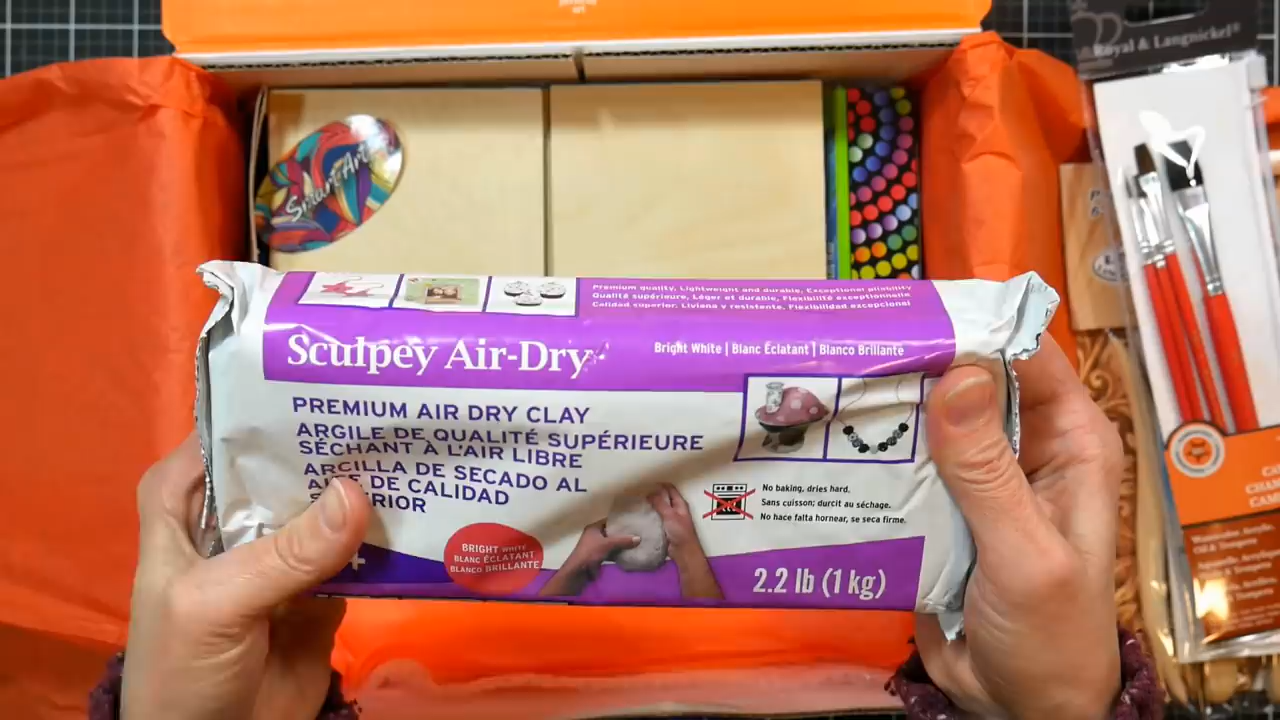 Royal & Langnickel®
Smart Art
Premium quality, Lightweight and durable, Exceptional pliability
Qualité supérieure, Léger et durable, Flexibilité exceptionnelle
Calidad superior, Liviana y resistente, Flexibilidad excepcional
Sculpey Air-Dry
Bright White | Blanc Éclatant | Blanco Brillante
PREMIUM AIR DRY CLAY
ARGILE DE QUALITÉ SUPÉRIEURE
SÉCHANT À L'AIR LIBRE
ARCILLA DE SECADO AL
DE CALIDAD
RIOR
No baking, dries hard.
Sans cuisson; durcit au séchage.
No hace falta hornear, se seca firme.
BRIGHT WHITE
BLANC ÉCLATANT
BLANCO BRILLANTE
+
2.2 lb (1 kg)